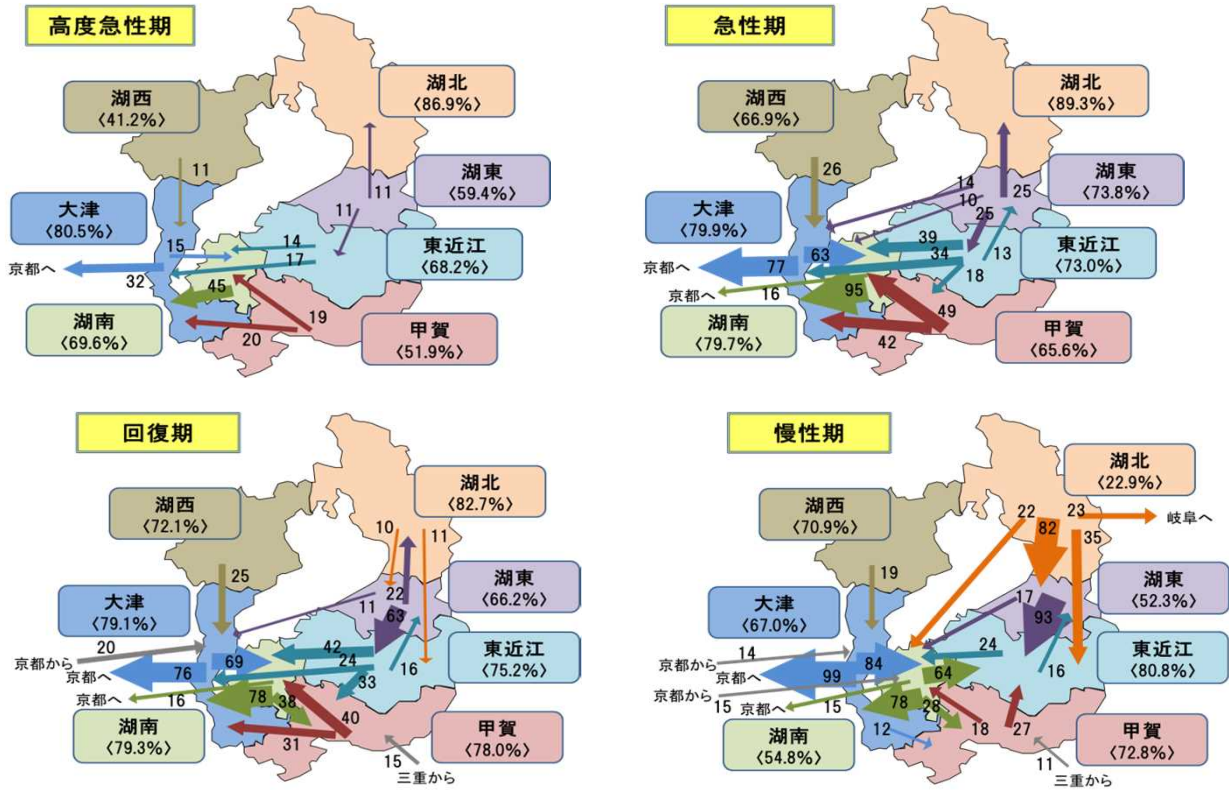 高度急性期
湖西
〈41.2%〉
湖北
〈86.9%〉
11
湖東
〈59.4%〉
11
11
大津
〈80.5%〉
15
14
17
東近江
〈68.2%〉
京都へ
32
45
湖南
〈69.6%〉
19
20
甲賀
〈51.9%〉
急性期
湖北
〈89.3%〉
湖西
〈66.9%〉
26
14
10
25
湖東
〈73.8%〉
25
大津
〈79.9%〉
63
39
34
13
18
東近江
〈73.0%〉
京都へ
77
京都へ
16
95
湖南
〈79.7%〉
49
42
甲賀
〈65.6%〉
回復期
湖北
〈82.7%〉
湖西
〈72.1%〉
10
11
25
22
11
63
湖東
〈66.2%〉
大津
〈79.1%〉
20
京都から
京都へ
76
69
42
24
33
16
東近江
〈75.2%〉
京都へ
16
78
38
湖南
〈79.3%〉
40
31
甲賀
〈78.0%〉
15
三重から
慢性期
湖北
〈22.9%〉
22
82
23
岐阜へ
35
湖西
〈70.9%〉
19
17
93
湖東
〈52.3%〉
大津
〈67.0%〉
14
京都から
京都へ
99
84
24
64
16
東近江
〈80.8%〉
京都から
15
京都へ
15
78
28
湖南
〈54.8%〉
12
18
27
甲賀
〈72.8%〉
11
三重から